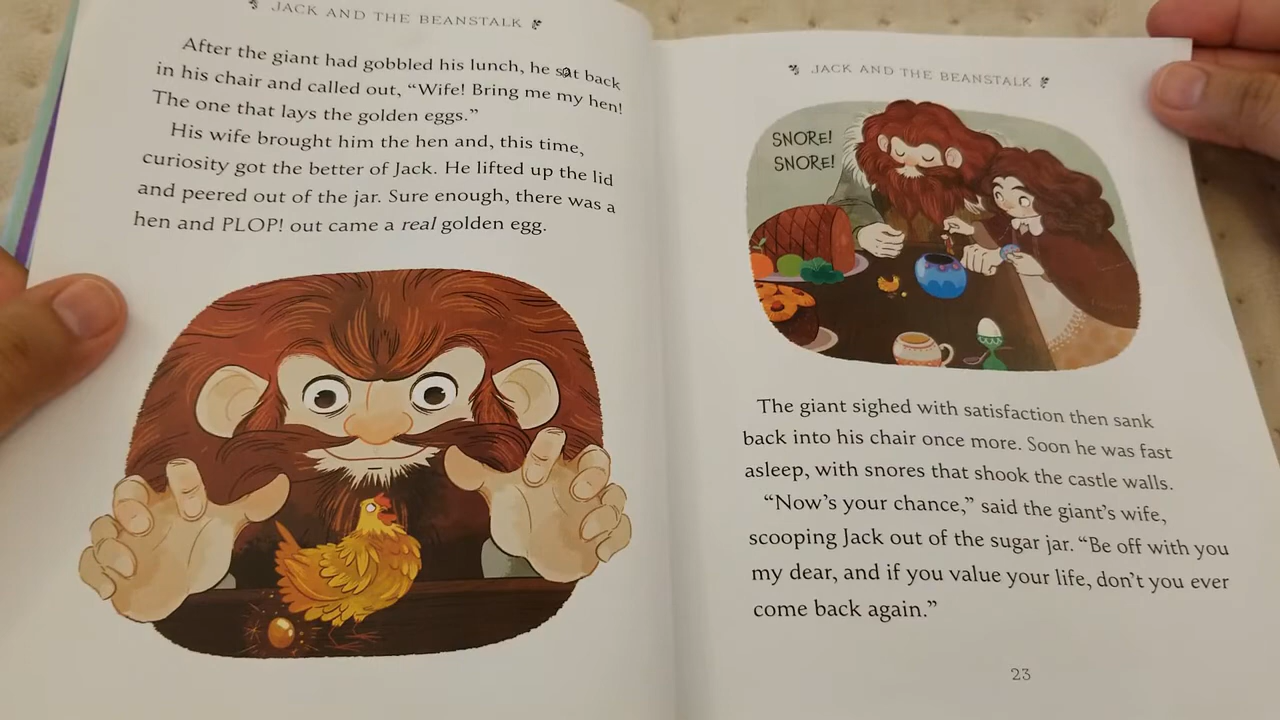 JACK AND THE BEANSTALK
After the giant had gobbled his lunch, he sat back
in his chair and called out, “Wife! Bring me my hen!
The one that lays the golden eggs.”
His wife brought him the hen and, this time,
curiosity got the better of Jack. He lifted up the lid
and peered out of the jar. Sure enough, there was a
hen and PLOP! out came a real golden egg.
JACK AND THE BEANSTALK
SNORE!
SNORE!
The giant sighed with satisfaction then sank
back into his chair once more. Soon he was fast
asleep, with snores that shook the castle walls.
“Now’s your chance,” said the giant’s wife,
scooping Jack out of the sugar jar. “Be off with you
my dear, and if you value your life, don’t you ever
come back again.”
23